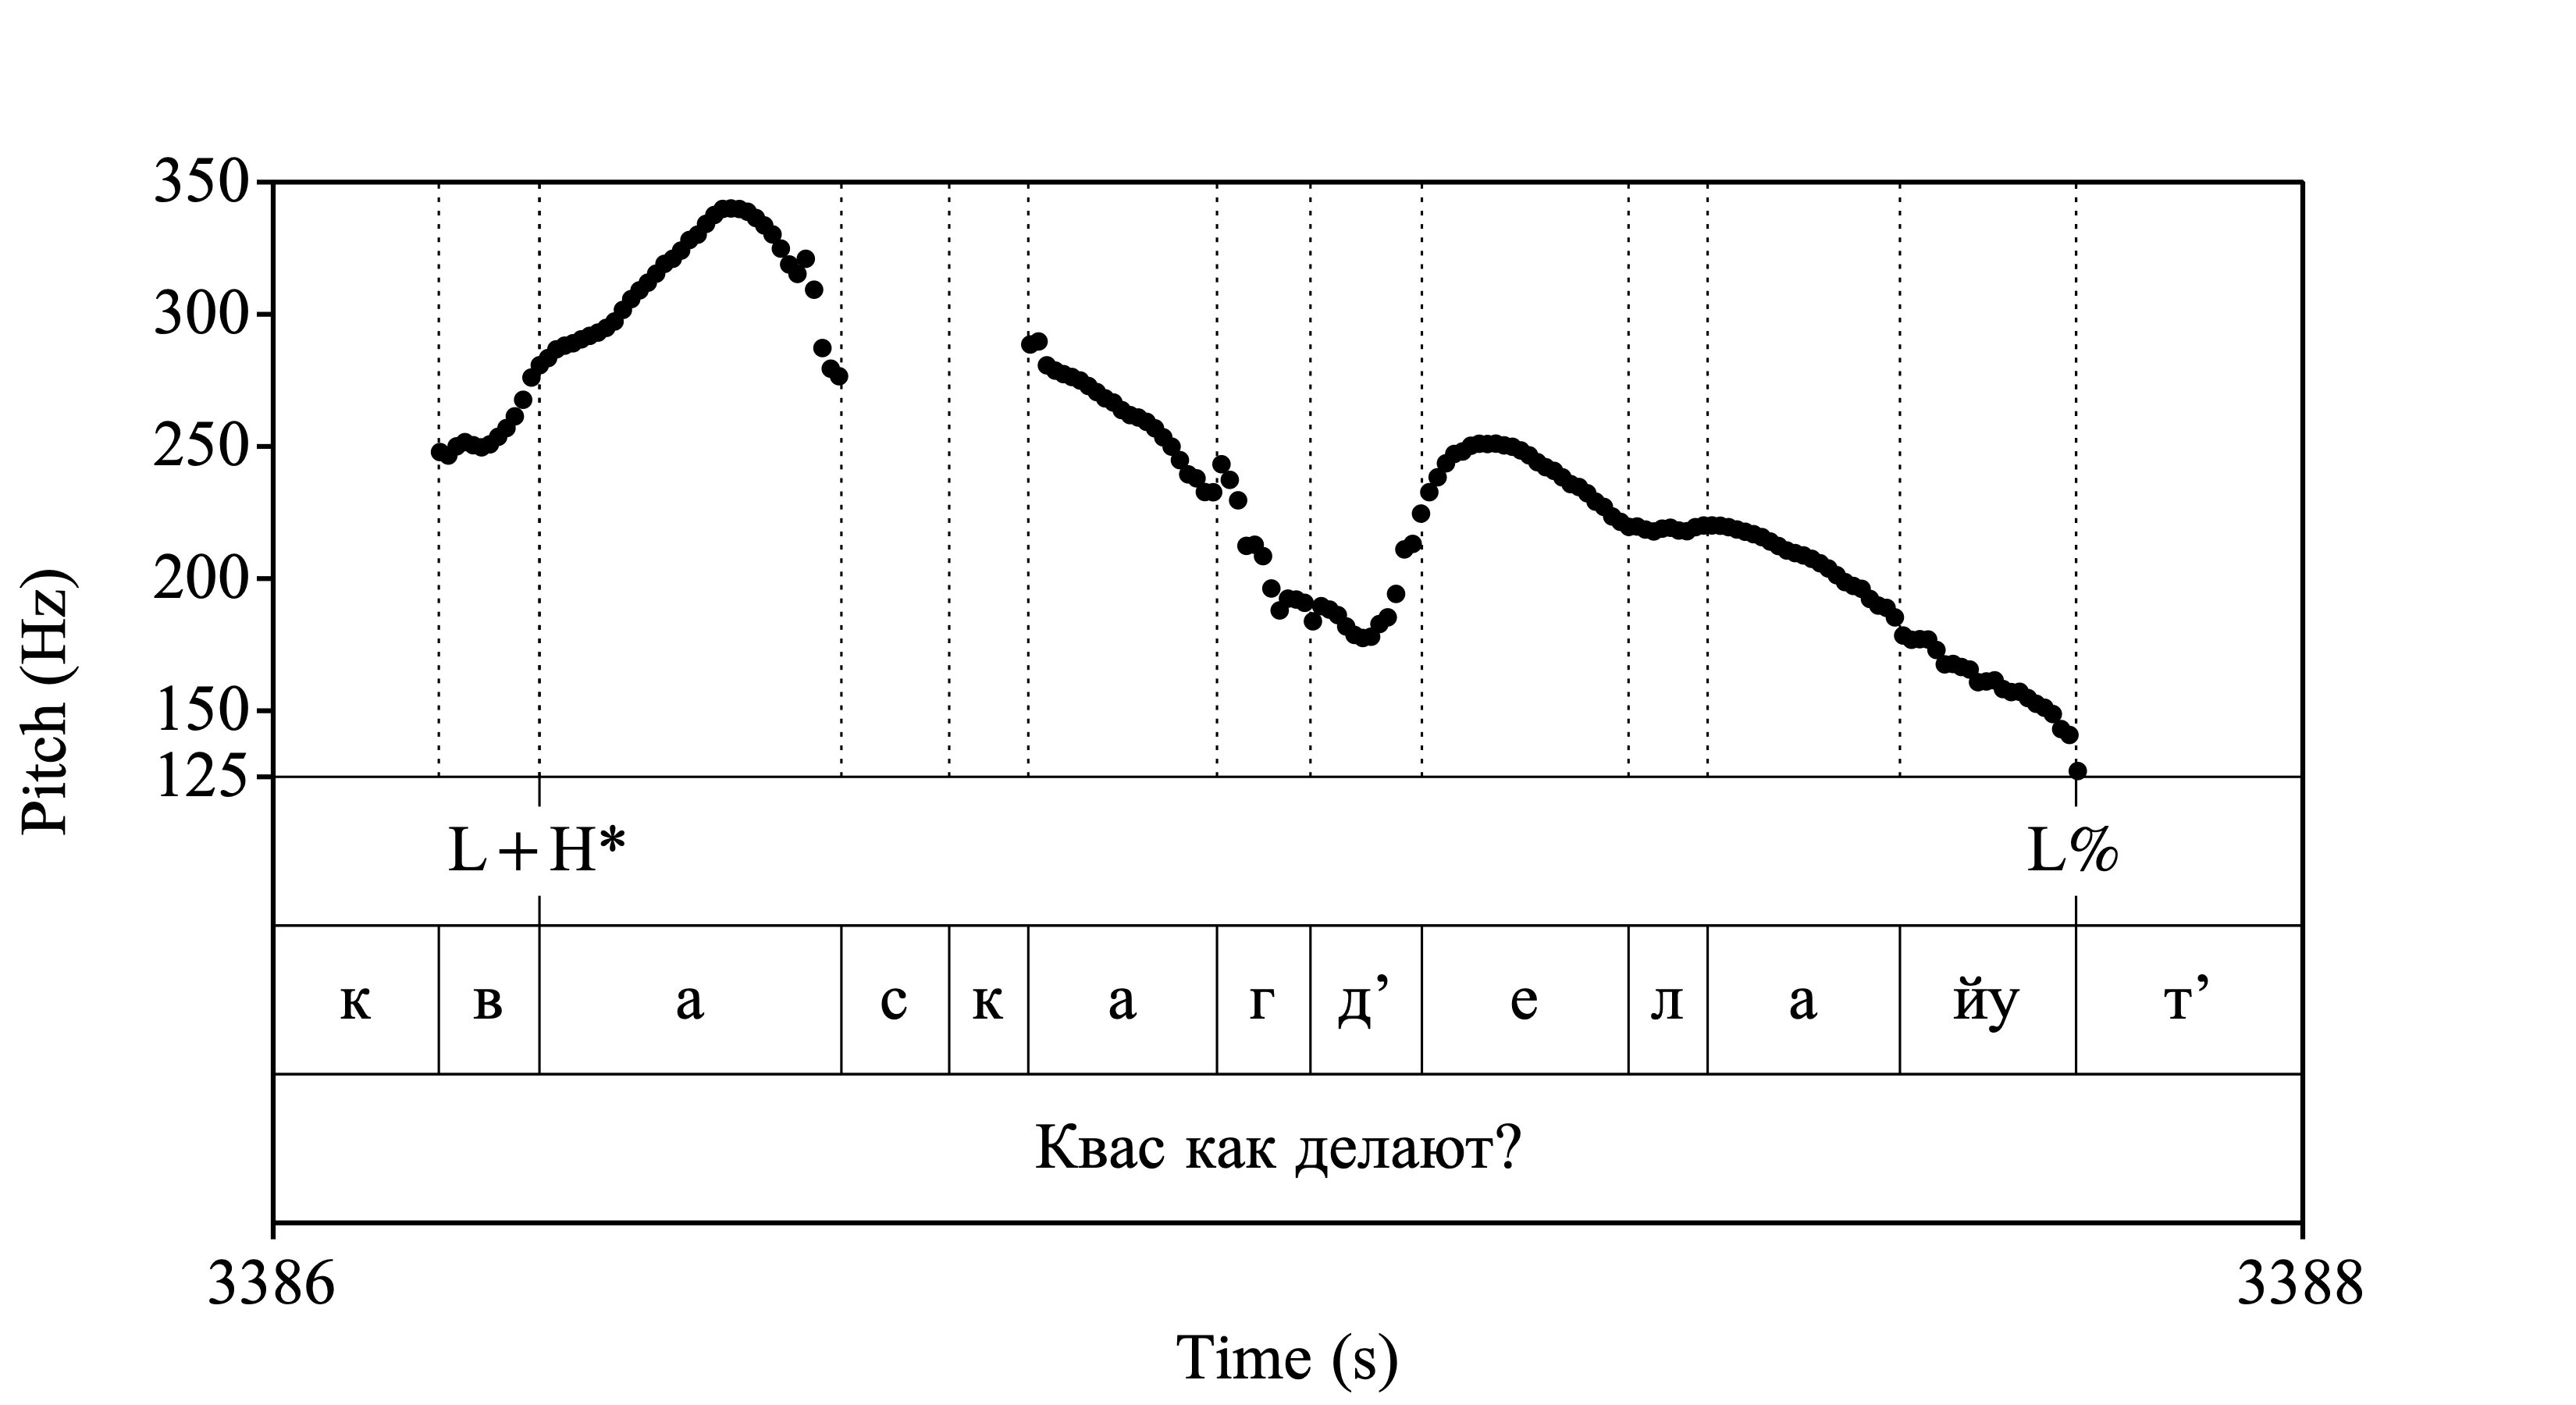 350
300
250
200
150
125
Pitch (Hz)
L+H* L%
к в а с к а г д’ е л а йу т’
Квас как делают?
3386 3388
Time (s)